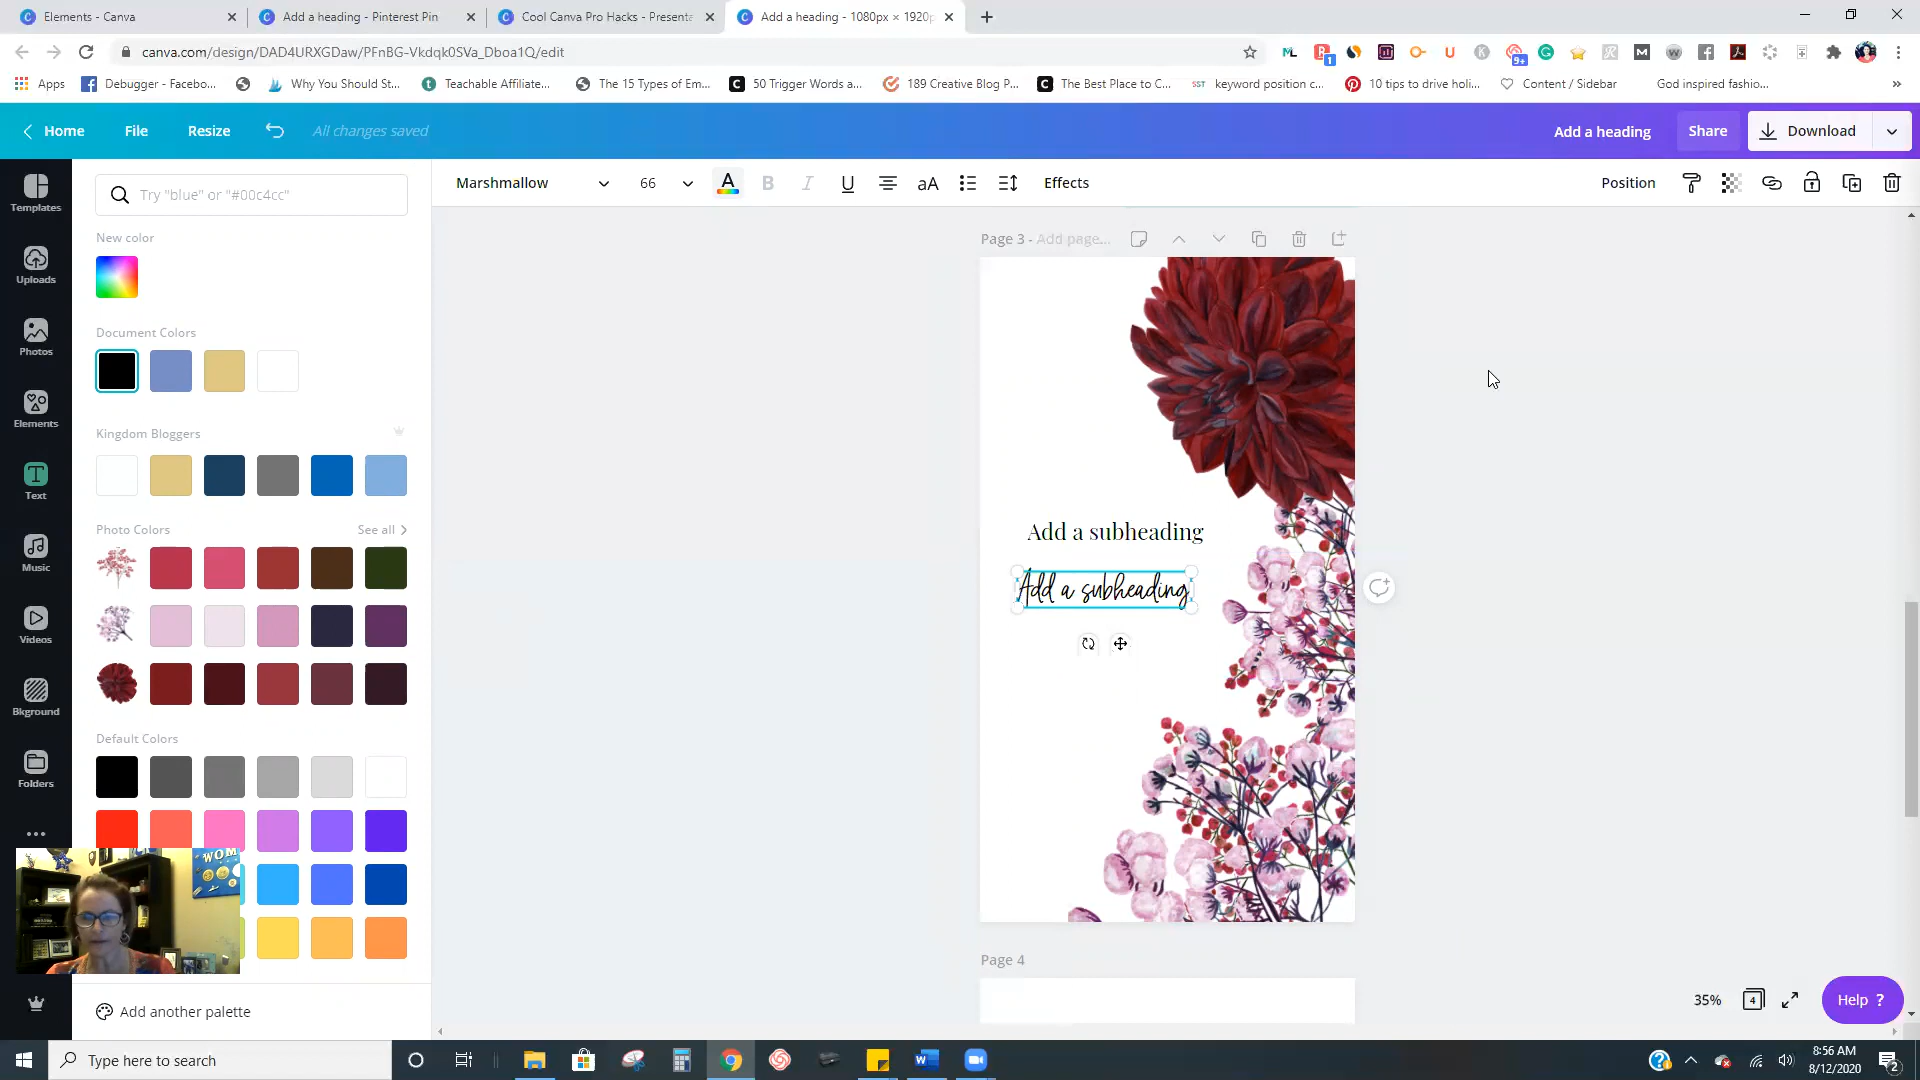 Elements - Canva
Add a heading - Pinterest Pin
Cool Canva Pro Hacks - Presenta
Add a heading - 1080px × 1920p
canva.com/design/DAD4URXGDaw/PFnBG-Vkdqk0SVa_Dboa1Q/edit
Apps
Debugger - Facebo...
Why You Should St...
Teachable Affiliate...
The 15 Types of Em...
50 Trigger Words a...
189 Creative Blog P...
The Best Place to C...
keyword position c...
10 tips to drive holi...
Content / Sidebar
God inspired fashio...
Home
File
Resize
All changes saved
Add a heading
Share
Download
Templates
Uploads
Photos
Elements
Text
Music
Videos
Bkground
Folders
Try "blue" or "#00c4cc"
New color
Document Colors
Kingdom Bloggers
Photo Colors
See all
Default Colors
Add another palette
Marshmallow
66
A
B
I
U
aA
Effects
Position
Page 3 - Add page...
Add a subheading
Add a subheading
Page 4
WOM
35%
4
Help ?
Type here to search
8:56 AM
8/12/2020
2